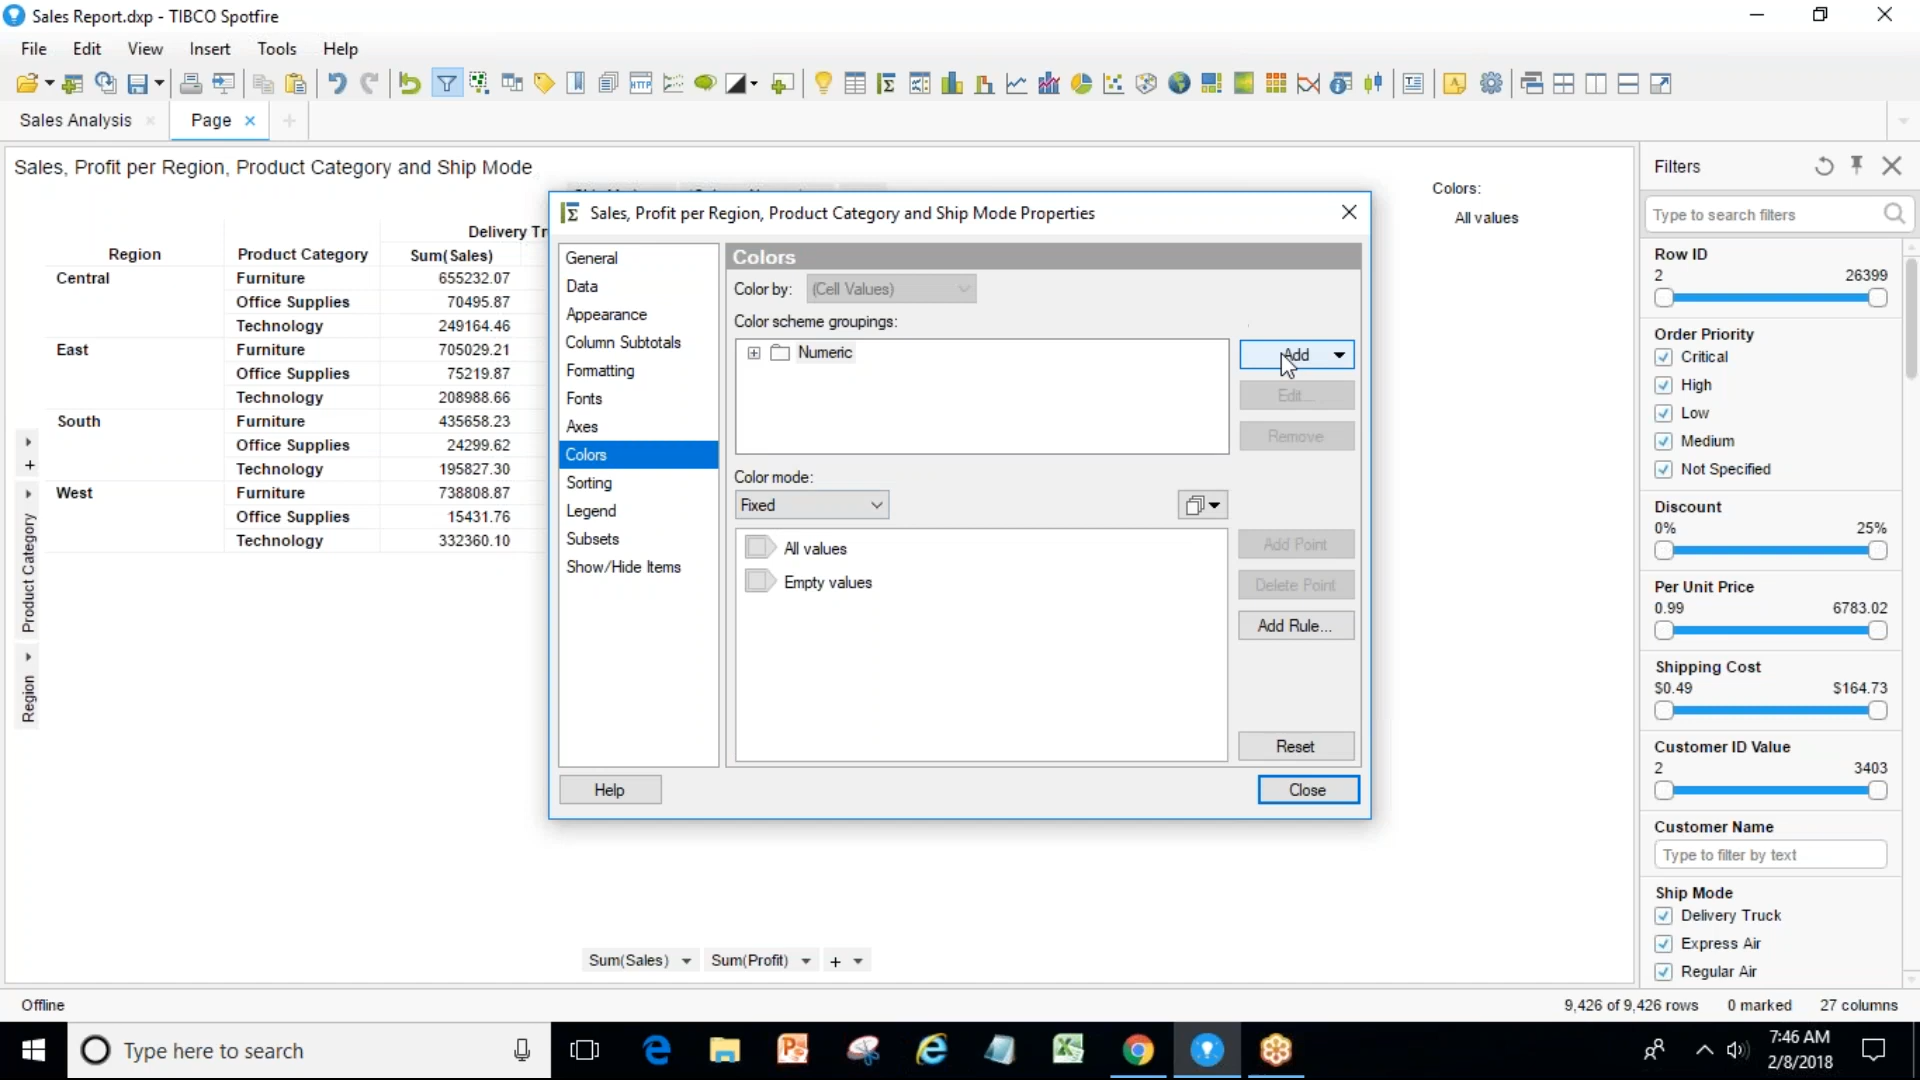 Sales Report.dxp - TIBCO Spotfire
File Edit View Insert Tools Help
Sales Analysis Page
Sales, Profit per Region, Product Category and Ship Mode
Delivery Tr
Region Product Category Sum(Sales)
Central Furniture 655232.07
Office Supplies 70495.87
Technology 249164.46
East Furniture 705029.21
Office Supplies 75219.87
Technology 208988.66
South Furniture 435658.23
Office Supplies 24299.62
Technology 195827.30
West Furniture 738808.87
Office Supplies 15431.76
Technology 332360.10
Product Category
Region
Sales, Profit per Region, Product Category and Ship Mode Properties
General
Data
Appearance
Column Subtotals
Formatting
Fonts
Axes
Colors
Sorting
Legend
Subsets
Show/Hide Items
Colors
Color by: (Cell Values)
Color scheme groupings:
Numeric
Add
Edit...
Remove
Color mode:
Fixed
All values
Empty values
Add Point
Delete Point
Add Rule...
Reset
Help
Close
Colors:
All values
Sum(Sales) Sum(Profit) +
Filters
Type to search filters
Row ID
2 26399
Order Priority
Critical
High
Low
Medium
Not Specified
Discount
0% 25%
Per Unit Price
0.99 6783.02
Shipping Cost
$0.49 $164.73
Customer ID Value
2 3403
Customer Name
Type to filter by text
Ship Mode
Delivery Truck
Express Air
Regular Air
Offline
9,426 of 9,426 rows 0 marked 27 columns
Type here to search
7:46 AM
2/8/2018